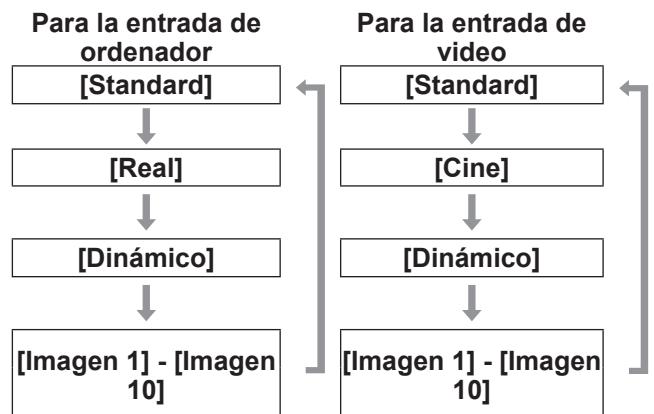 Para la entrada de
ordenador
[Standard]
[Real]
[Dinámico]
[Imagen 1] - [Imagen
10]
Para la entrada de
video
[Standard]
[Cine]
[Dinámico]
[Imagen 1] - [Imagen
10]